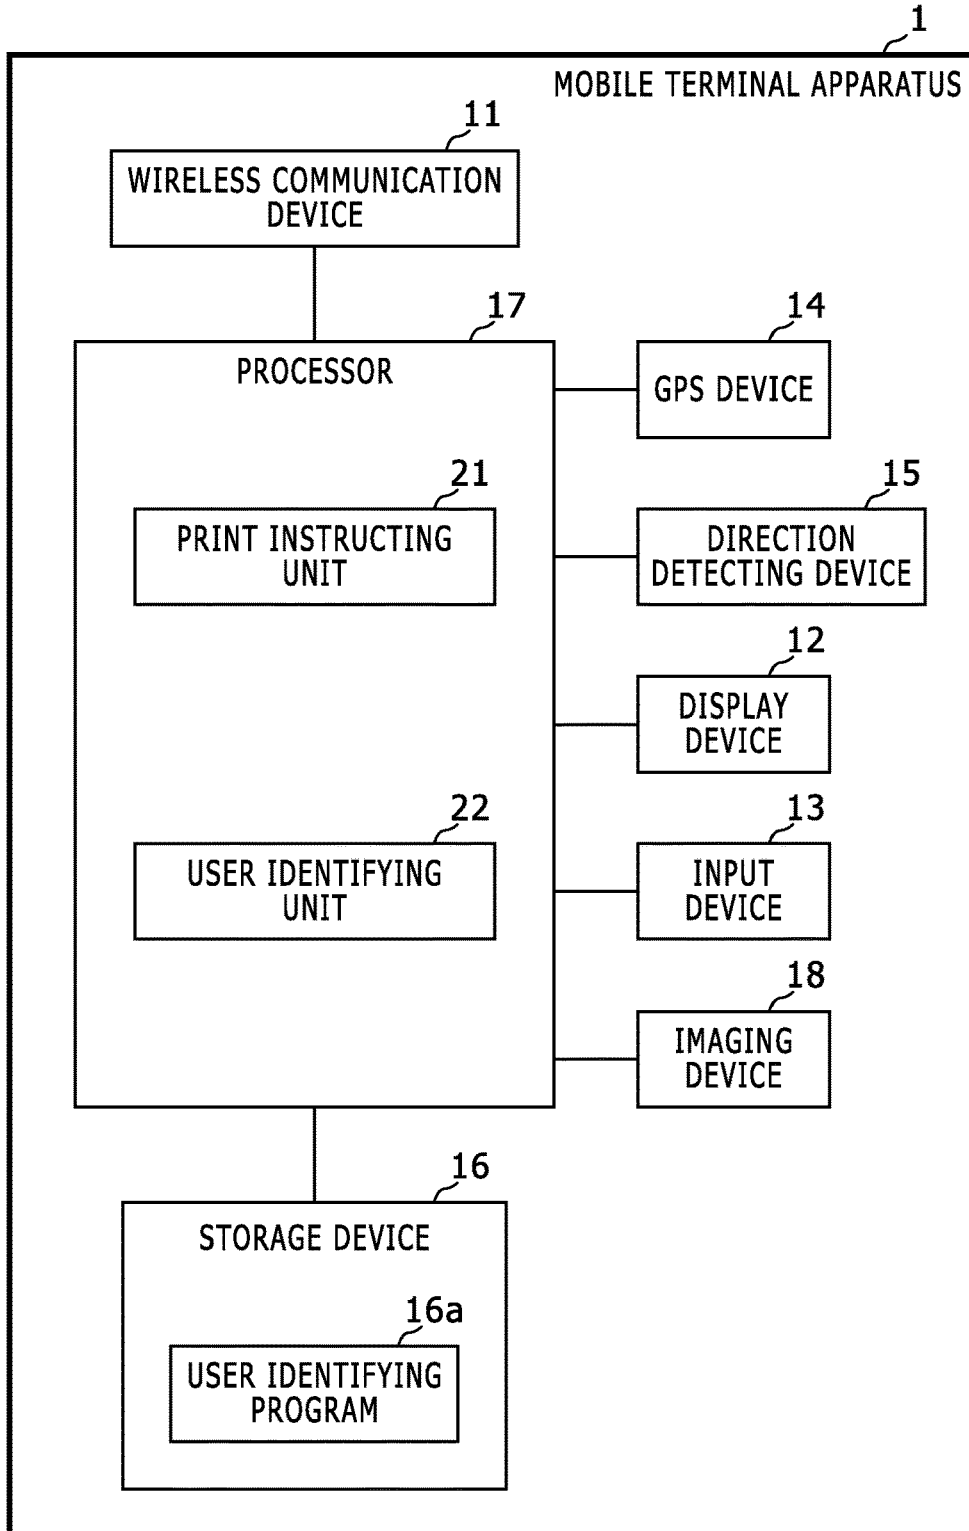 1
MOBILE TERMINAL APPARATUS
11
WIRELESS COMMUNICATION
DEVICE
17
PROCESSOR
14
GPS DEVICE
21
PRINT INSTRUCTING
UNIT
15
DIRECTION
DETECTING DEVICE
12
DISPLAY
DEVICE
22
USER IDENTIFYING
UNIT
13
INPUT
DEVICE
18
IMAGING
DEVICE
16
STORAGE DEVICE
16a
USER IDENTIFYING
PROGRAM